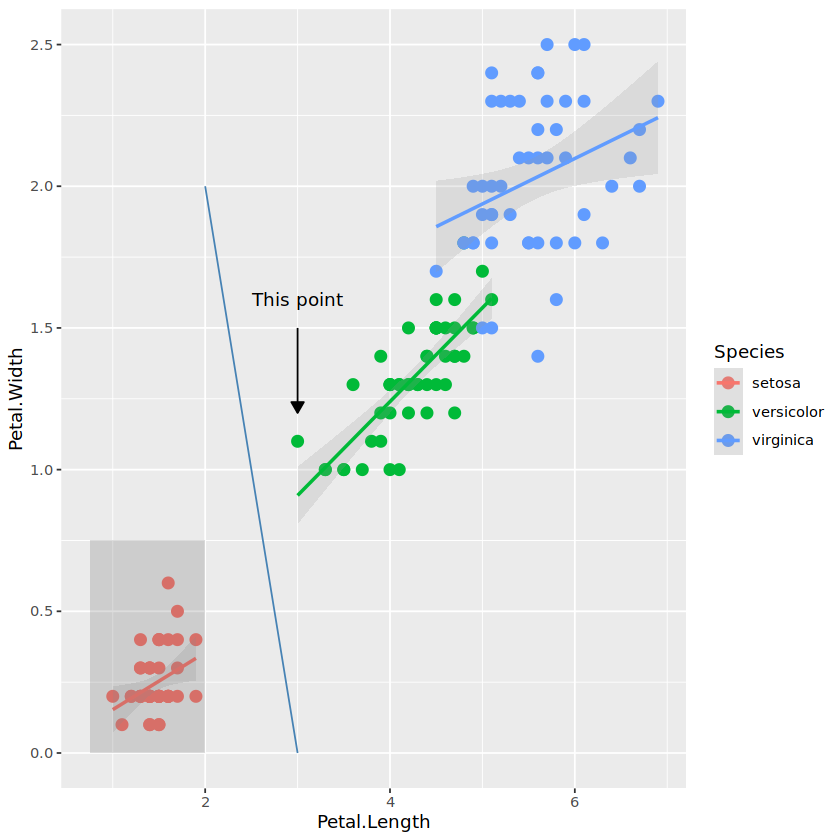 2.5
2.0
1.5
1.0
0.5
0.0
Petal.Width
This point
2 4 6
Petal.Length
Species
setosa
versicolor
virginica